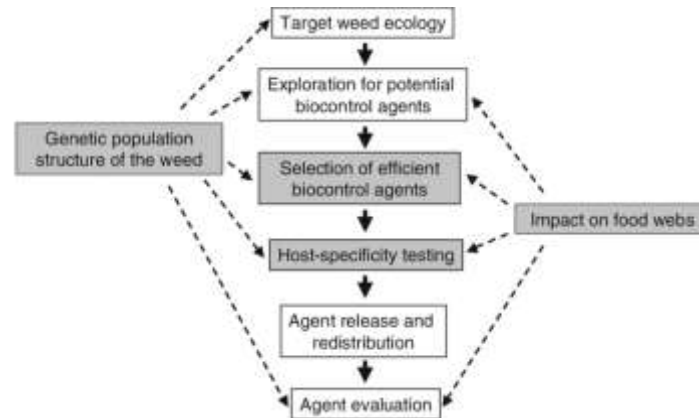 Target weed ecology
Exploration for potential
biocontrol agents
Genetic population
structure of the weed
Selection of efficient
biocontrol agents
Impact on food webs
Host-specificity testing
Agent release and
redistribution
Agent evaluation